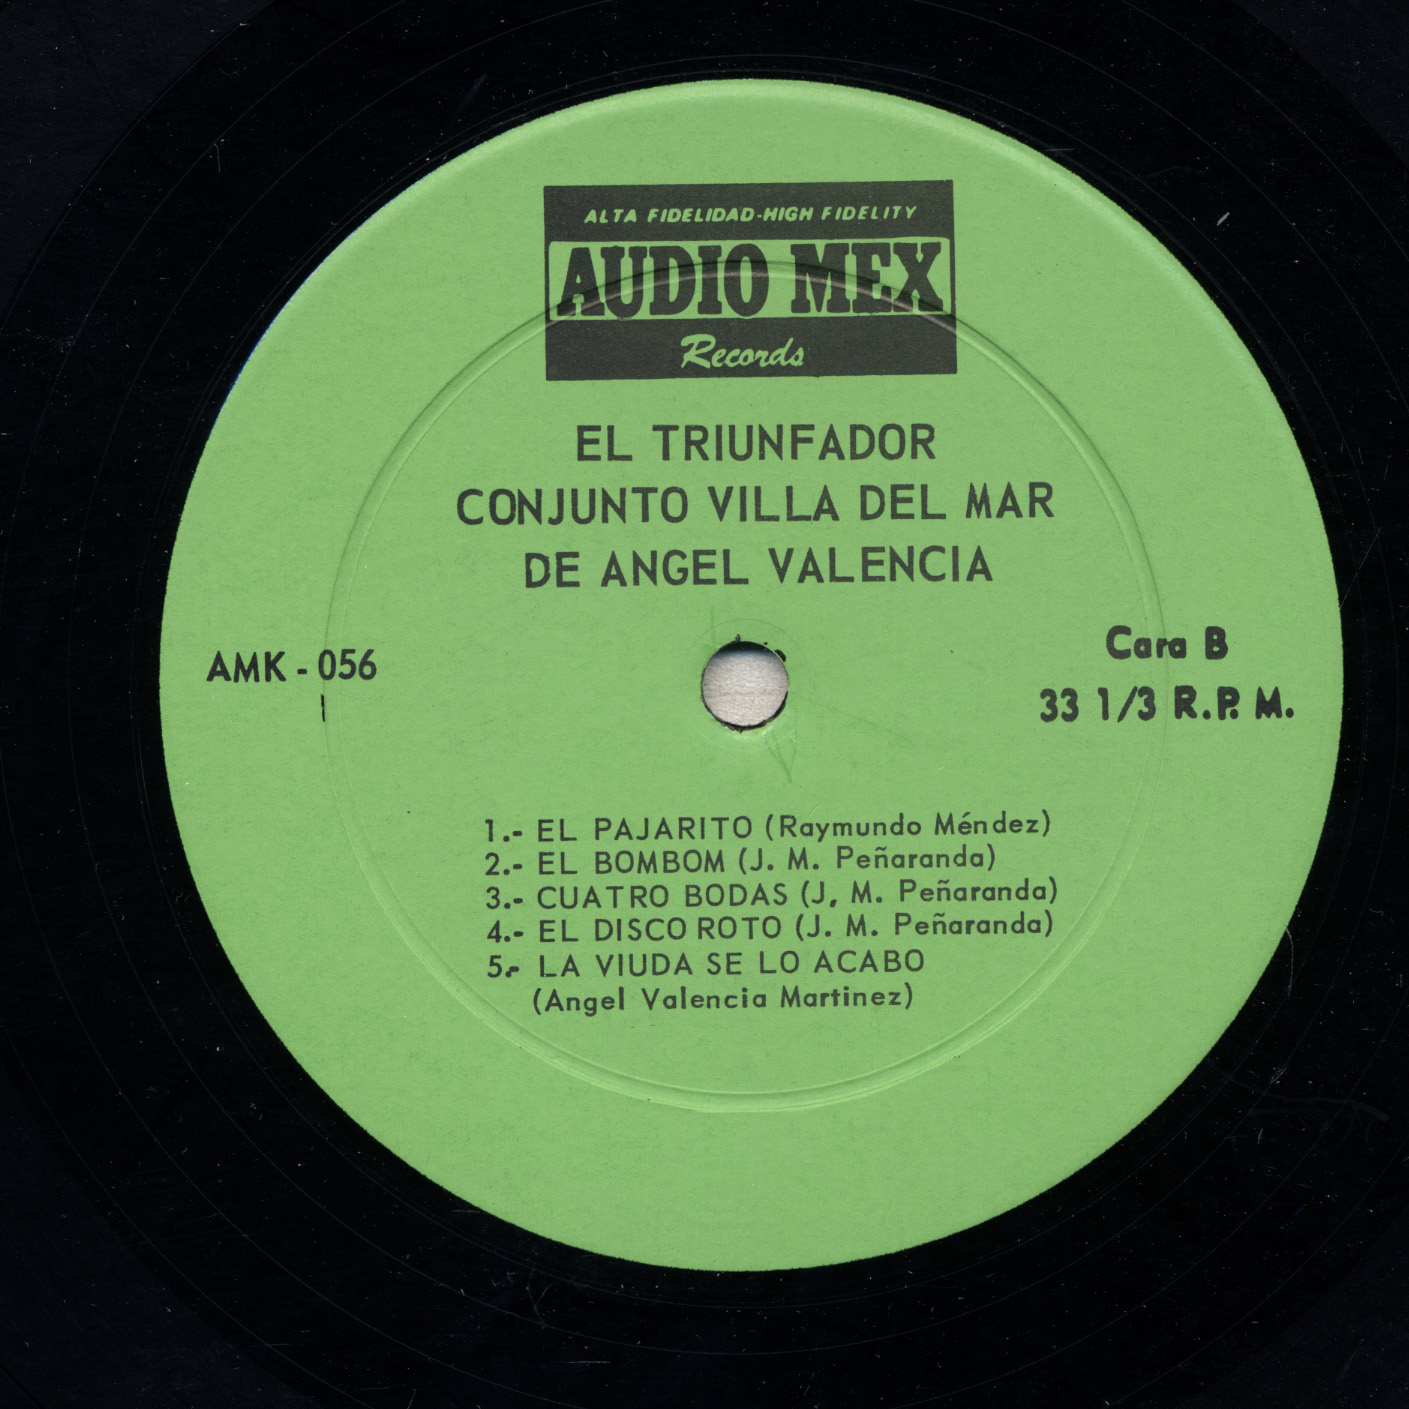 ALTA FIDELIDAD-HIGH FIDELITY
AUDIO MEX
Records
EL TRIUNFADOR
CONJUNTO VILLA DEL MAR
DE ANGEL VALENCIA
AMK - 056
Cara B
33 1/3 R.P. M.
1.- EL PAJARITO (Raymundo Méndez)
2.- EL BOMBOM (J. M. Peñaranda)
3.- CUATRO BODAS (J. M. Peñaranda)
4.- EL DISCO ROTO (J. M. Peñaranda)
5.- LA VIUDA SE LO ACABO
(Angel Valencia Martinez)